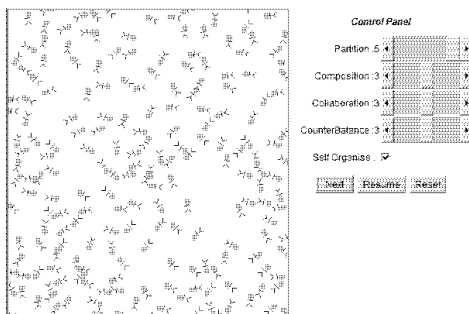 Control Panel
Partition :5
Composition :3
Collaboration :3
CounterBalance :3
Self Organise :
Next Resume Reset